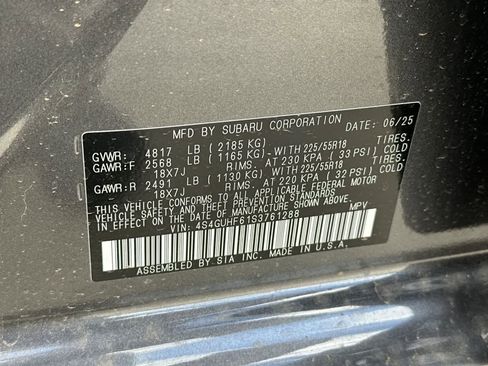 MFD BY SUBARU CORPORATION DATE: 06/25
GVWR: 4817 LB ( 2185 KG)
GAWR:F 2568 LB ( 1165 KG)-WITH 225/55R18 TIRES.
18X7J RIMS. AT 230 KPA ( 33 PSI) COLD
GAWR:R 2491 LB ( 1130 KG)-WITH 225/55R18 TIRES.
18X7J RIMS. AT 220 KPA ( 32 PSI) COLD
THIS VEHICLE CONFORMS TO ALL APPLICABLE FEDERAL MOTOR
VEHICLE SAFETY AND BUMPER STANDARDS
IN EFFECT ON THE DATE OF MANUFACTURE SHOWN ABOVE.
VIN: 4S4GUHF61S3761288 MPV
ASSEMBLED BY SIA INC. MADE IN U.S.A.